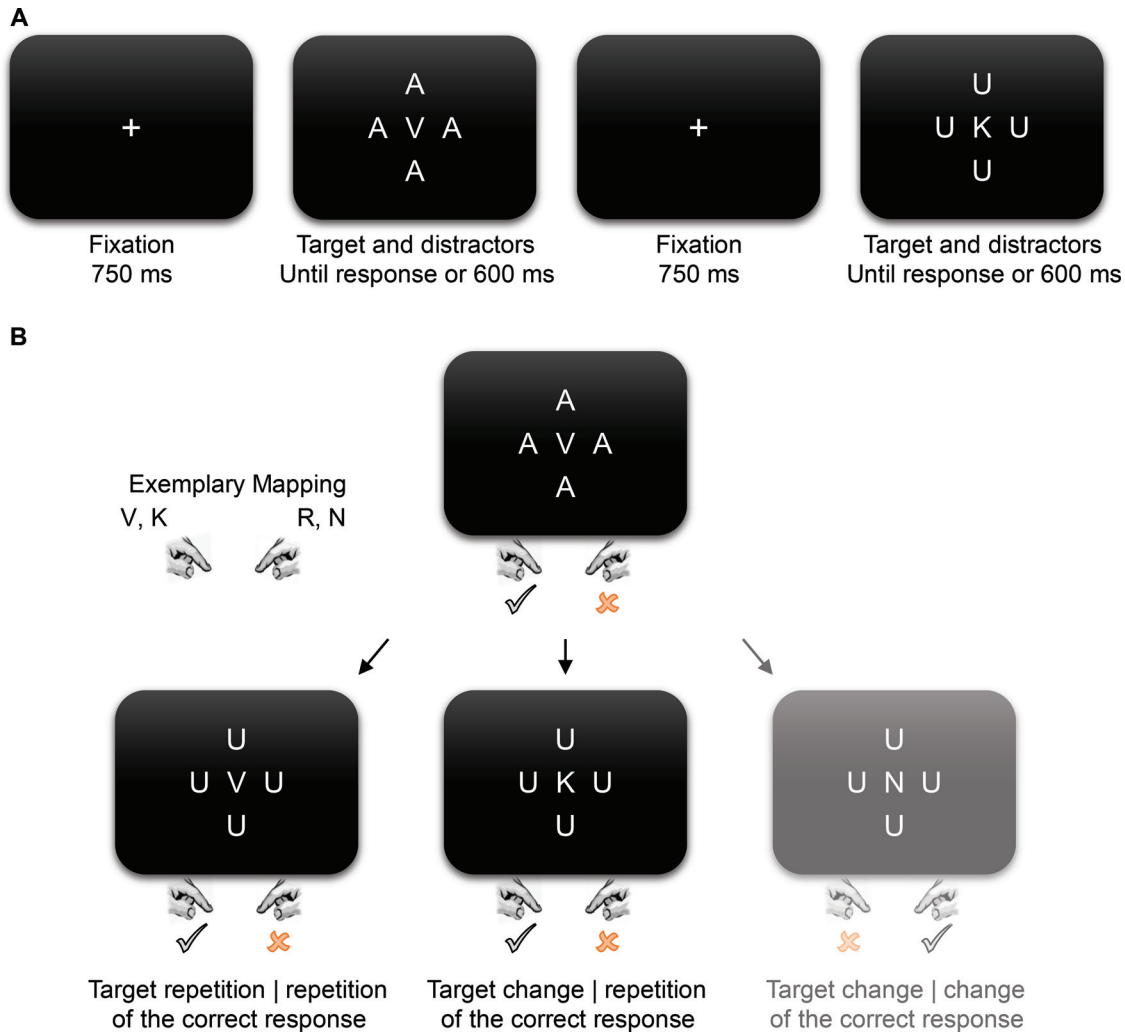 A
+
A
A V A
A
+
U
U K U
U
Fixation
750 ms
Target and distractors
Until response or 600 ms
Fixation
750 ms
Target and distractors
Until response or 600 ms
B
A
A V A
A
Exemplary Mapping
V, K R, N
U
U V U
U
U
U K U
U
U
U N U
U
Target repetition | repetition
of the correct response
Target change | repetition
of the correct response
Target change | change
of the correct response